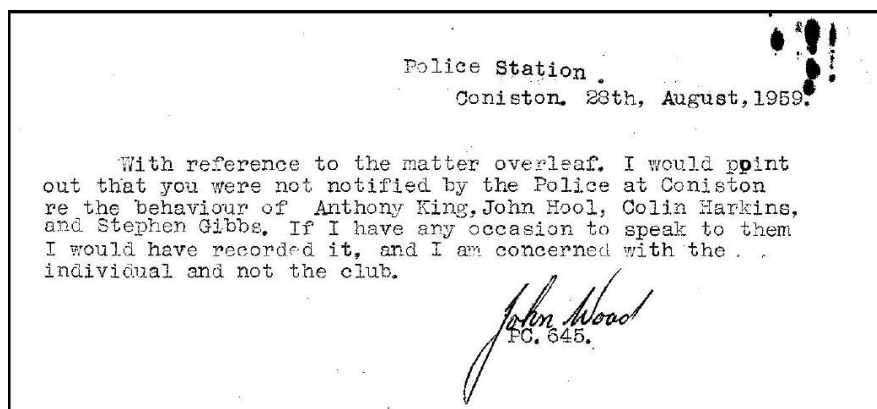 Police Station.
Coniston. 28th, August, 1959.
With reference to the matter overleaf. I would ppint
out that you were not notified by the Police at Coniston
re the behaviour of Anthony King, John Hool, Colin Harkins,
and Stephen Gibbs. If I have any occasion to speak to them
I would have recorded it, and I am concerned with the . .
individual and not the club.
John Wood
PC. 645.